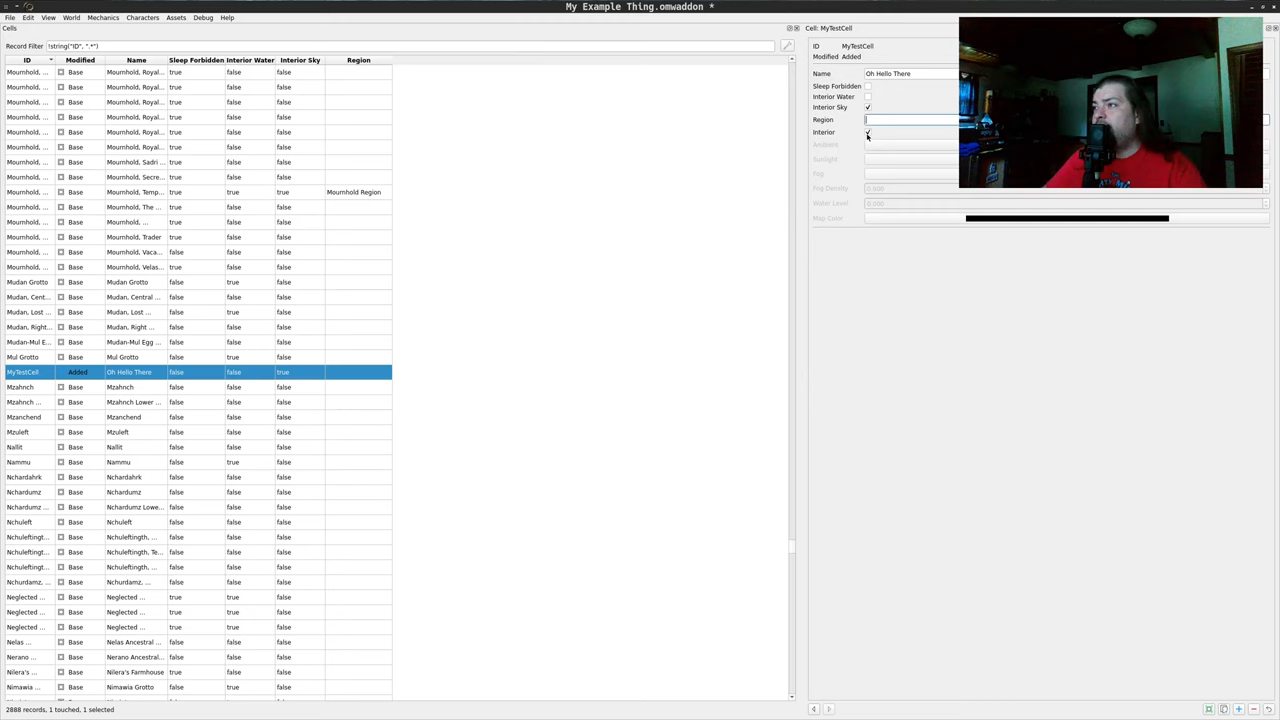 My Example Thing.omwaddon *
File Edit View World Mechanics Characters Assets Debug Help
Cells
Record Filter !string("ID", ".*")
ID Modified Name Sleep Forbidden Interior Water Interior Sky Region
Mournhold, ... Base Mournhold, Royal... true false false
Mournhold, ... Base Mournhold, Royal... true false false
Mournhold, ... Base Mournhold, Royal... true false false
Mournhold, ... Base Mournhold, Royal... true false false
Mournhold, ... Base Mournhold, Royal... true false false
Mournhold, ... Base Mournhold, Royal... true false false
Mournhold, ... Base Mournhold, Sadri ... true false false
Mournhold, ... Base Mournhold, Secre... true false false
Mournhold, ... Base Mournhold, Temp... true true true Mournhold Region
Mournhold, ... Base Mournhold, The ... true false false
Mournhold, ... Base Mournhold, ... true false false
Mournhold, ... Base Mournhold, Trader true false false
Mournhold, ... Base Mournhold, Vaca... false false false
Mournhold, ... Base Mournhold, Velas... true false false
Mudan Grotto Base Mudan Grotto false true false
Mudan, Cent... Base Mudan, Central ... false false false
Mudan, Lost ... Base Mudan, Lost ... false true false
Mudan, Right... Base Mudan, Right ... false false false
Mudan-Mul E... Base Mudan-Mul Egg ... false false false
Mul Grotto Base Mul Grotto false true false
MyTestCell Added Oh Hello There false false true
Mzahnch Base Mzahnch false false false
Mzahnch ... Base Mzahnch Lower ... false false false
Mzanchend Base Mzanchend false false false
Mzuleft Base Mzuleft false false false
Nallit Base Nallit false false false
Nammu Base Nammu false true false
Nchardahrk Base Nchardahrk false false false
Nchardumz Base Nchardumz false false false
Nchardumz ... Base Nchardumz Lowe... false false false
Nchuleft Base Nchuleft false false false
Nchuleftingt... Base Nchuleftingth, ... false false false
Nchuleftingt... Base Nchuleftingth, Te... false false false
Nchuleftingt... Base Nchuleftingth, ... false false false
Nchurdamz, ... Base Nchurdamz, ... false false false
Neglected ... Base Neglected ... true true false
Neglected ... Base Neglected ... true true false
Neglected ... Base Neglected ... true true false
Nelas ... Base Nelas Ancestral ... false false false
Nerano ... Base Nerano Ancestral... false false false
Nilera's ... Base Nilera's Farmhouse true false false
Nimawia ... Base Nimawia Grotto false true false
2888 records, 1 touched, 1 selected
Cell: MyTestCell
ID MyTestCell
Modified Added
Name Oh Hello There
Sleep Forbidden
Interior Water
Interior Sky
Region
Interior
Ambient
Sunlight
Fog
Fog Density 0.000
Water Level 0.000
Map Color